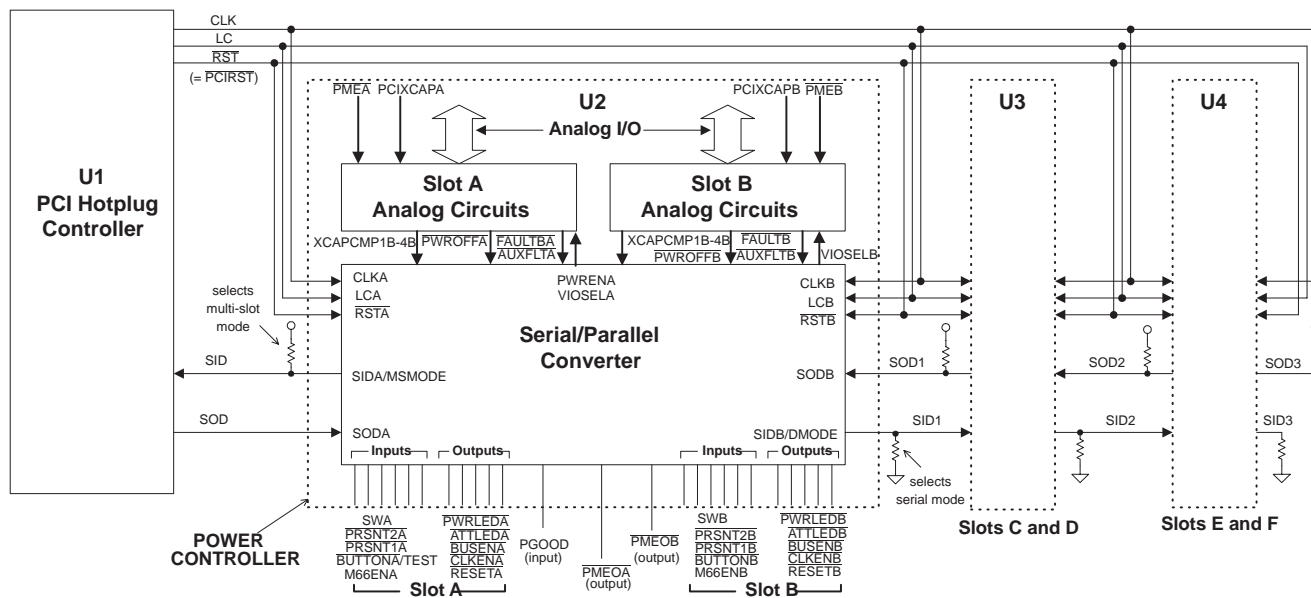 CLK
LC
RST
(= PCIRST)
U1
PCI Hotplug
Controller
PMEA PCIXCAPA
U2
Analog I/O
PCIXCAPB PMEB
U3
U4
Slot A
Analog Circuits
Slot B
Analog Circuits
XCAPCMP1B-4B PWROFFA FAULTBA
AUXFLTA
XCAPCMP1B-4B FAULTB
PWROFFB AUXFLTB VIOSELB
CLKA
LCA
RSTA
PWRENA
VIOSELA
CLKB
LCB
RSTB
selects
multi-slot
mode
Serial/Parallel
Converter
SID
SIDA/MSMODE
SODB
SOD1
SOD2
SOD3
SOD
SODA
SIDB/DMODE
SID1
SID2
SID3
Inputs
Outputs
Inputs
Outputs
selects
serial mode
POWER
CONTROLLER
SWA
PRSNT2A
PRSNT1A
BUTTONA/TEST
M66ENA
PWRLEDA
ATTLEDA
BUSENA
CLKENA
RESETA
Slot A
PGOOD
(input)
PMEOA
(output)
PMEOB
(output)
SWB
PRSNT2B
PRSNT1B
BUTTONB
M66ENB
PWRLEDB
ATTLEDB
BUSENB
CLKENB
RESETB
Slot B
Slots C and D
Slots E and F